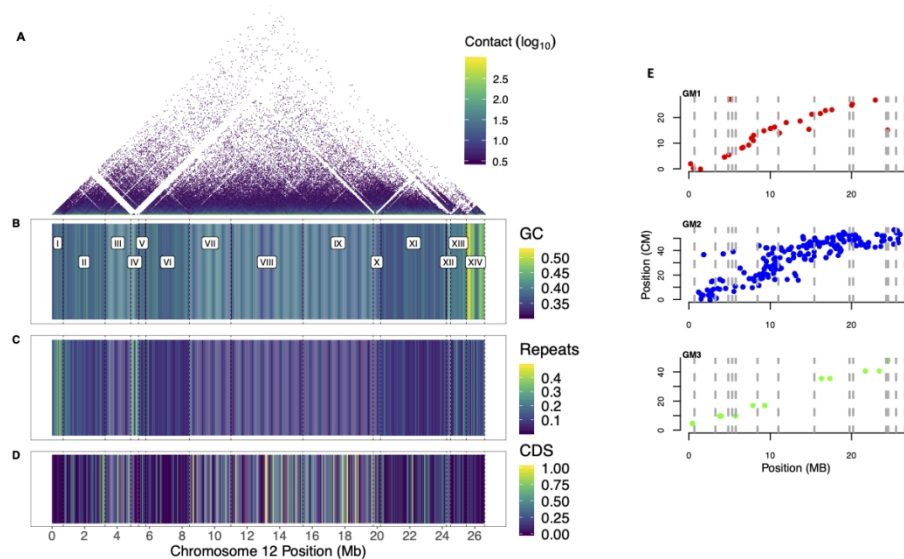 A
Contact (log10)
2.5
2.0
1.5
1.0
0.5
B
I
II
III
IV
V
VI
VII
VIII
IX
X
XI
XII
XIII
XIV
GC
0.50
0.45
0.40
0.35
C
Repeats
0.4
0.3
0.2
0.1
D
CDS
1.00
0.75
0.50
0.25
0.00
0 2 4 6 8 10 12 14 16 18 20 22 24 26
Chromosome 12 Position (Mb)
E
GM1
0 10 20
0 10 20
GM2
Position (CM)
0 20 40
0 10 20
GM3
0 20 40
0 10 20
Position (MB)